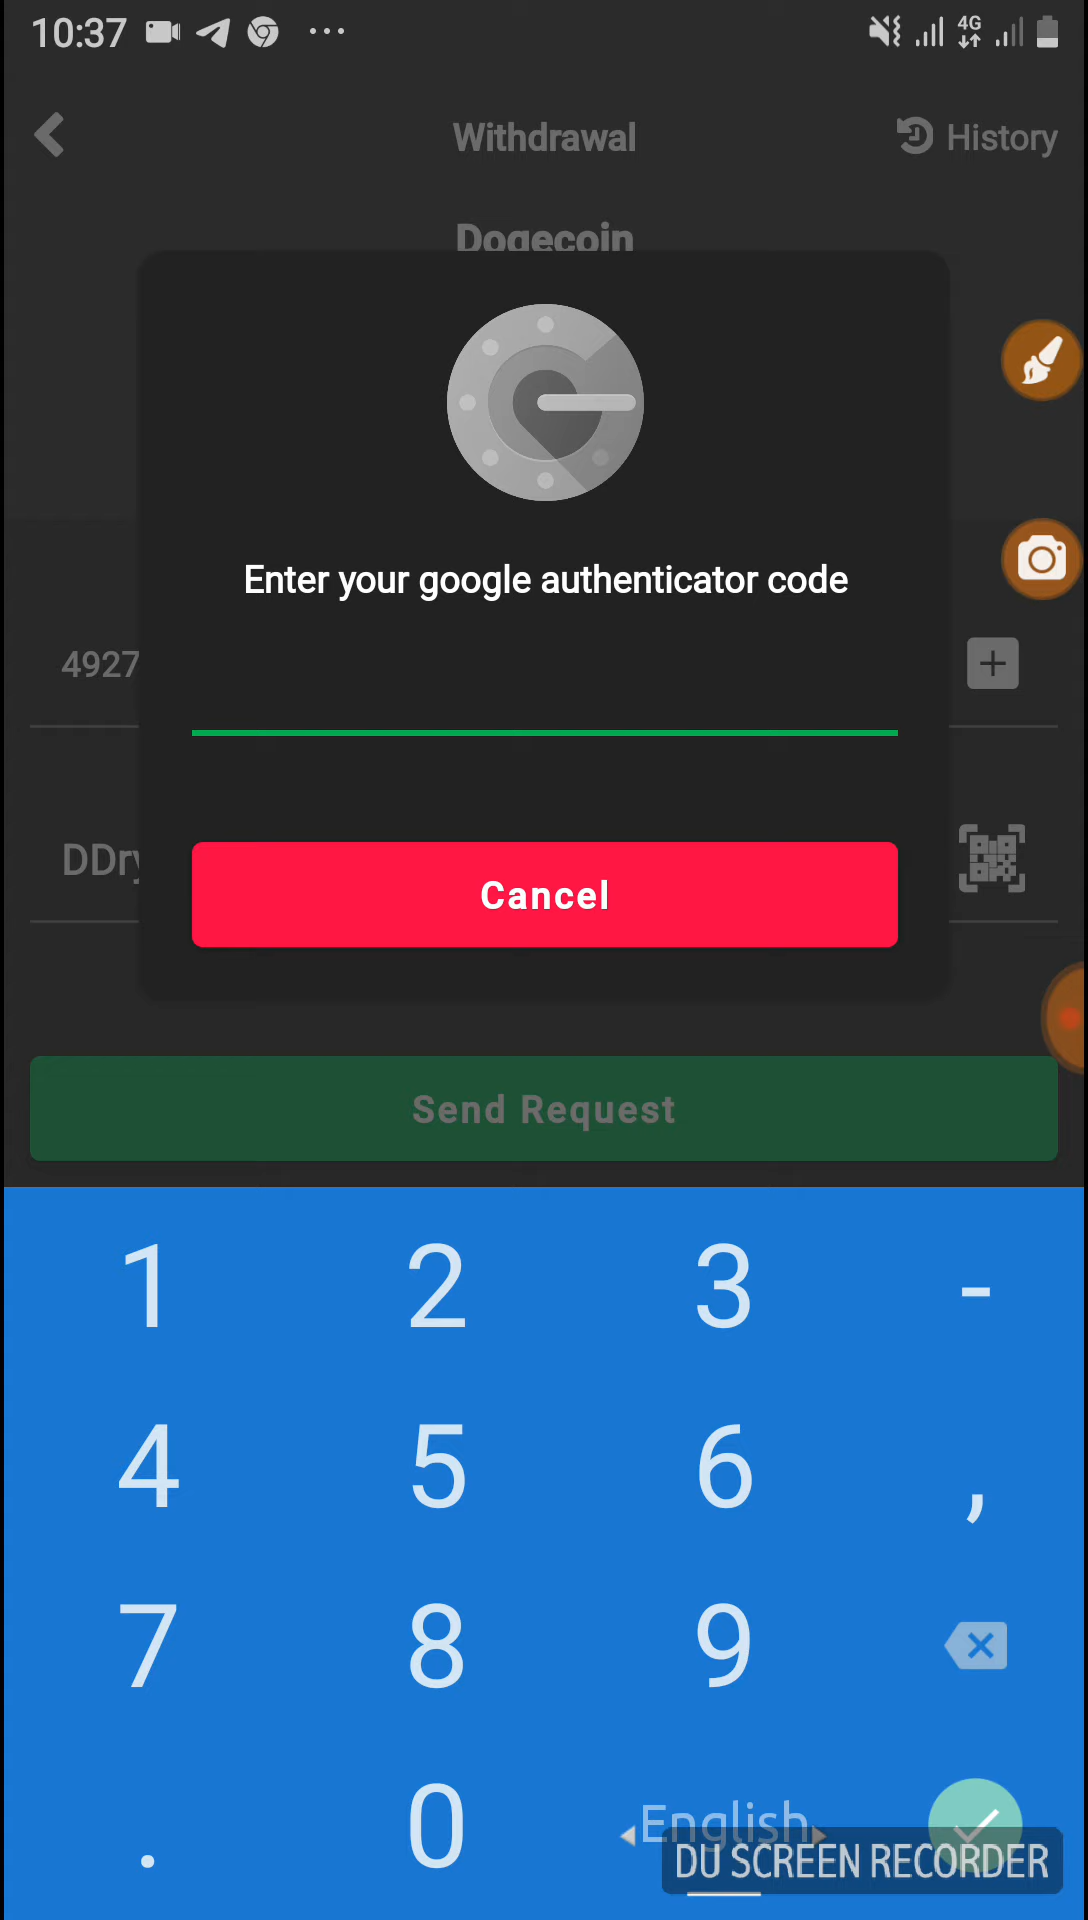 10:37
4G
Withdrawal
History
Dogecoin
Enter your google authenticator code
4927
DDry
Cancel
Send Request
1 2 3 -
4 5 6 ,
7 8 9
. 0 English
DU SCREEN RECORDER